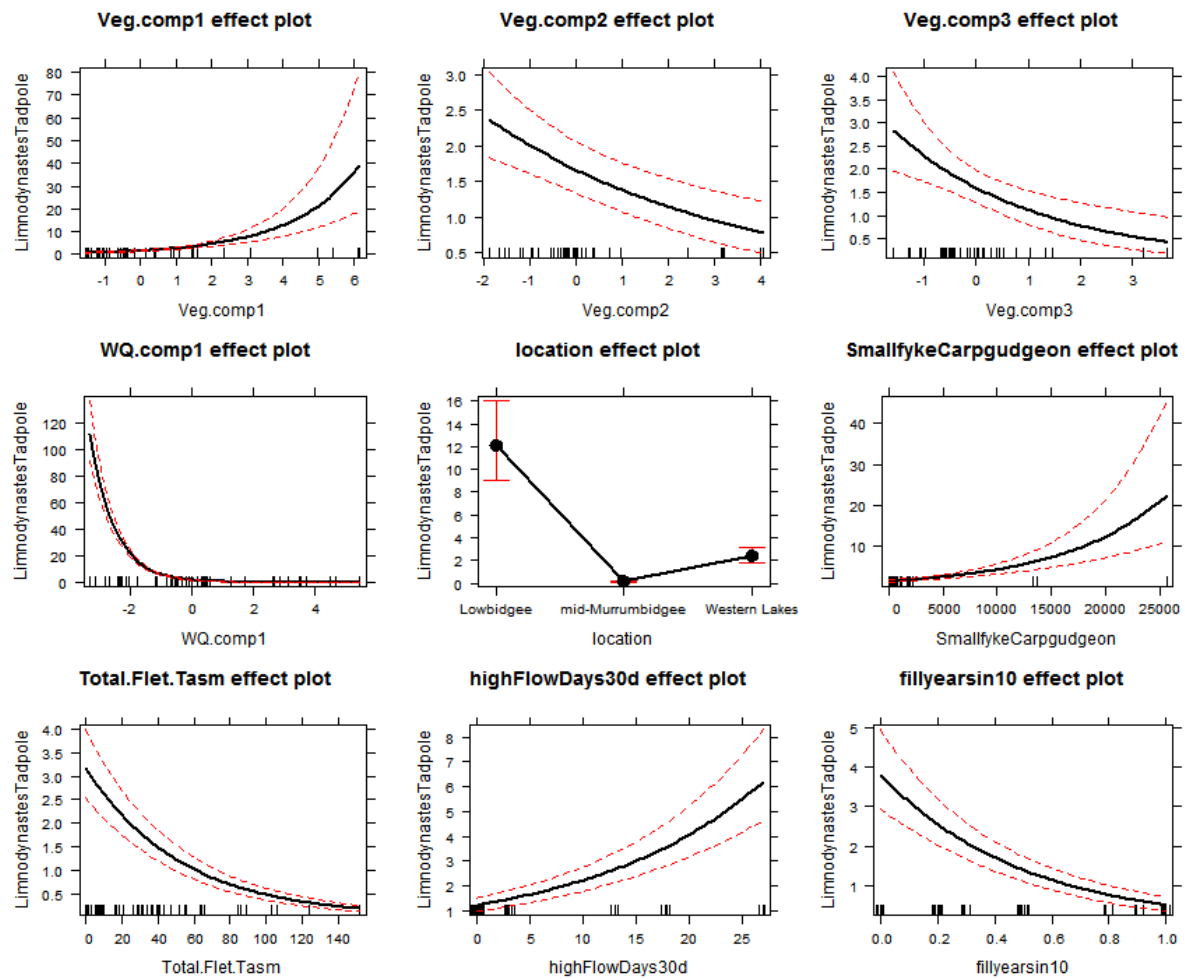 Veg.comp1 effect plot
LimnodynastesTadpole
80
70
60
50
40
30
20
10
0
-1 0 1 2 3 4 5 6
Veg.comp1
Veg.comp2 effect plot
LimnodynastesTadpole
3.0
2.5
2.0
1.5
1.0
0.5
-2 -1 0 1 2 3 4
Veg.comp2
Veg.comp3 effect plot
LimnodynastesTadpole
4.0
3.5
3.0
2.5
2.0
1.5
1.0
0.5
-1 0 1 2 3
Veg.comp3
WQ.comp1 effect plot
LimnodynastesTadpole
120
100
80
60
40
20
0
-2 0 2 4
WQ.comp1
location effect plot
LimnodynastesTadpole
16
14
12
10
8
6
4
2
0
Lowbidgee mid-Murrumbidgee Western Lakes
location
SmallfykeCarpgudgeon effect plot
LimnodynastesTadpole
40
30
20
10
0 5000 10000 15000 20000 25000
SmallfykeCarpgudgeon
Total.Flet.Tasm effect plot
LimnodynastesTadpole
4.0
3.5
3.0
2.5
2.0
1.5
1.0
0.5
0 20 40 60 80 100 120 140
Total.Flet.Tasm
highFlowDays30d effect plot
LimnodynastesTadpole
8
7
6
5
4
3
2
1
0 5 10 15 20 25
highFlowDays30d
fillyearsin10 effect plot
LimnodynastesTadpole
5
4
3
2
1
0.0 0.2 0.4 0.6 0.8 1.0
fillyearsin10